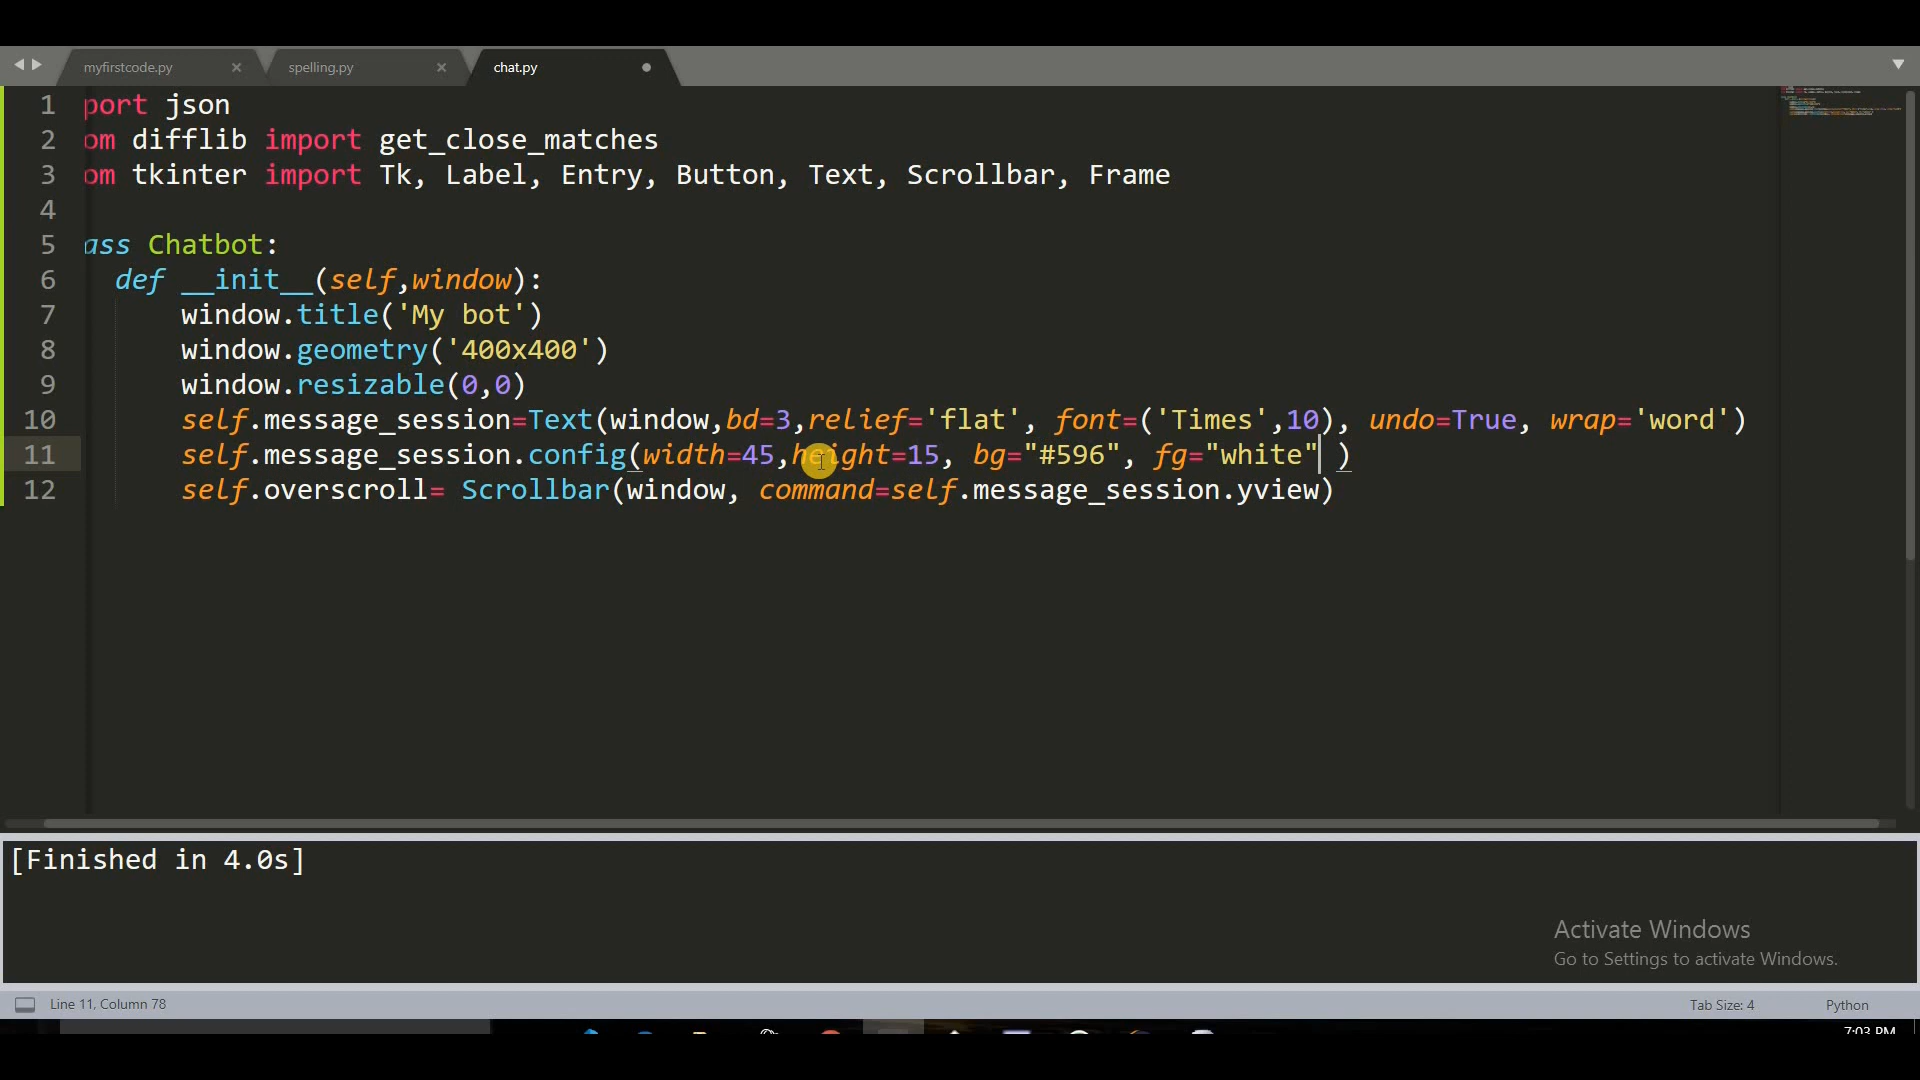 myfirstcode.py × spelling.py × chat.py
1 port json
2 om difflib import get_close_matches
3 om tkinter import Tk, Label, Entry, Button, Text, Scrollbar, Frame
4
5 ass Chatbot:
6 def __init__(self,window):
7 window.title('My bot')
8 window.geometry('400x400')
9 window.resizable(0,0)
10 self.message_session=Text(window,bd=3,relief='flat', font=('Times',10), undo=True, wrap='word')
11 self.message_session.config(width=45,height=15, bg="#596", fg="white" )
12 self.overscroll= Scrollbar(window, command=self.message_session.yview)
[Finished in 4.0s]
Activate Windows
Go to Settings to activate Windows.
Line 11, Column 78 Tab Size: 4 Python
7:03 PM